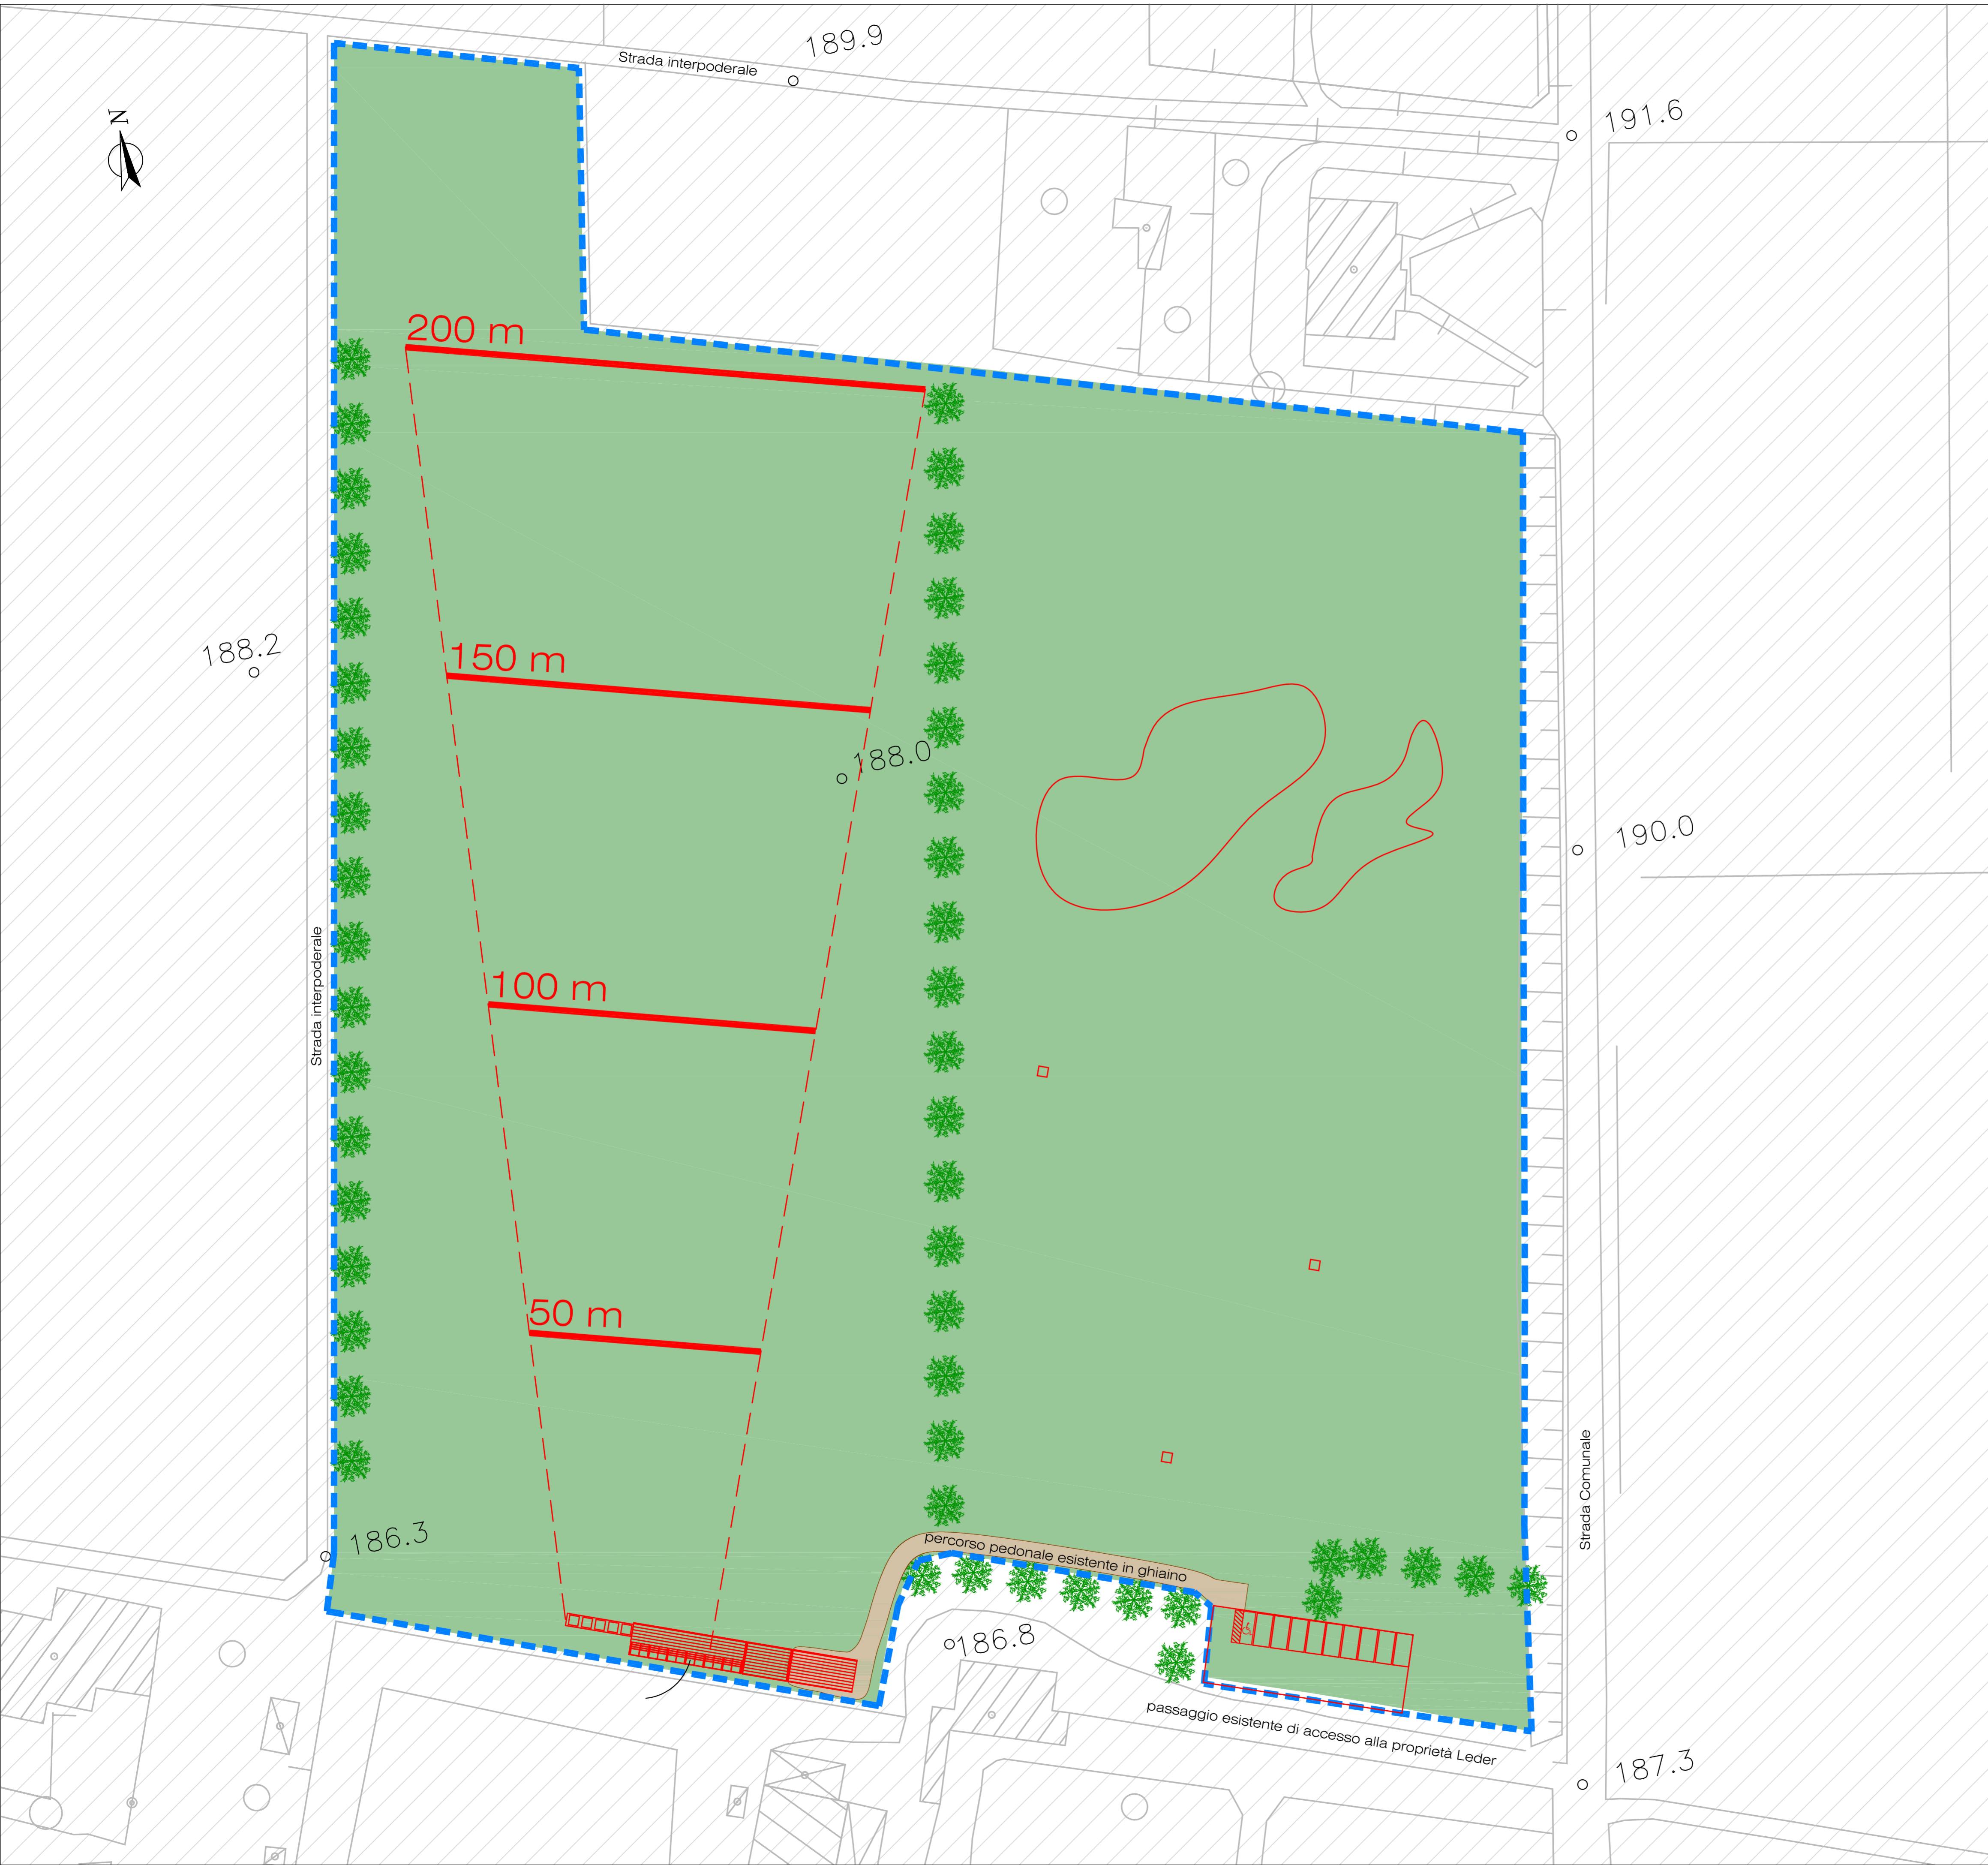 189.9
Strada interpoderale
191.6
N
200 m
188.2
150 m
188.0
190.0
Strada interpoderale
100 m
50 m
Strada Comunale
186.3
percorso pedonale esistente in ghiaino
186.8
passaggio esistente di accesso alla proprietà Leder
187.3